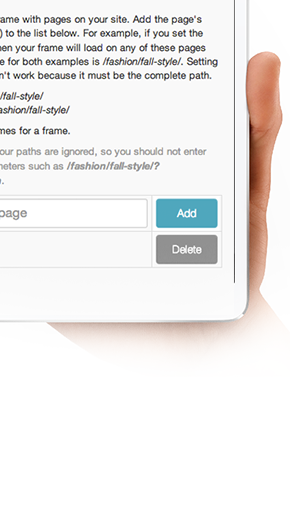 ame with pages on your site. Add the page's
) to the list below. For example, if you set the
en your frame will load on any of these pages
e for both examples is /fashion/fall-style/. Setting
n't work because it must be the complete path.
/fall-style/
ashion/fall-style/
mes for a frame.
our paths are ignored, so you should not enter
meters such as /fashion/fall-style/?
.
page
Add
Delete